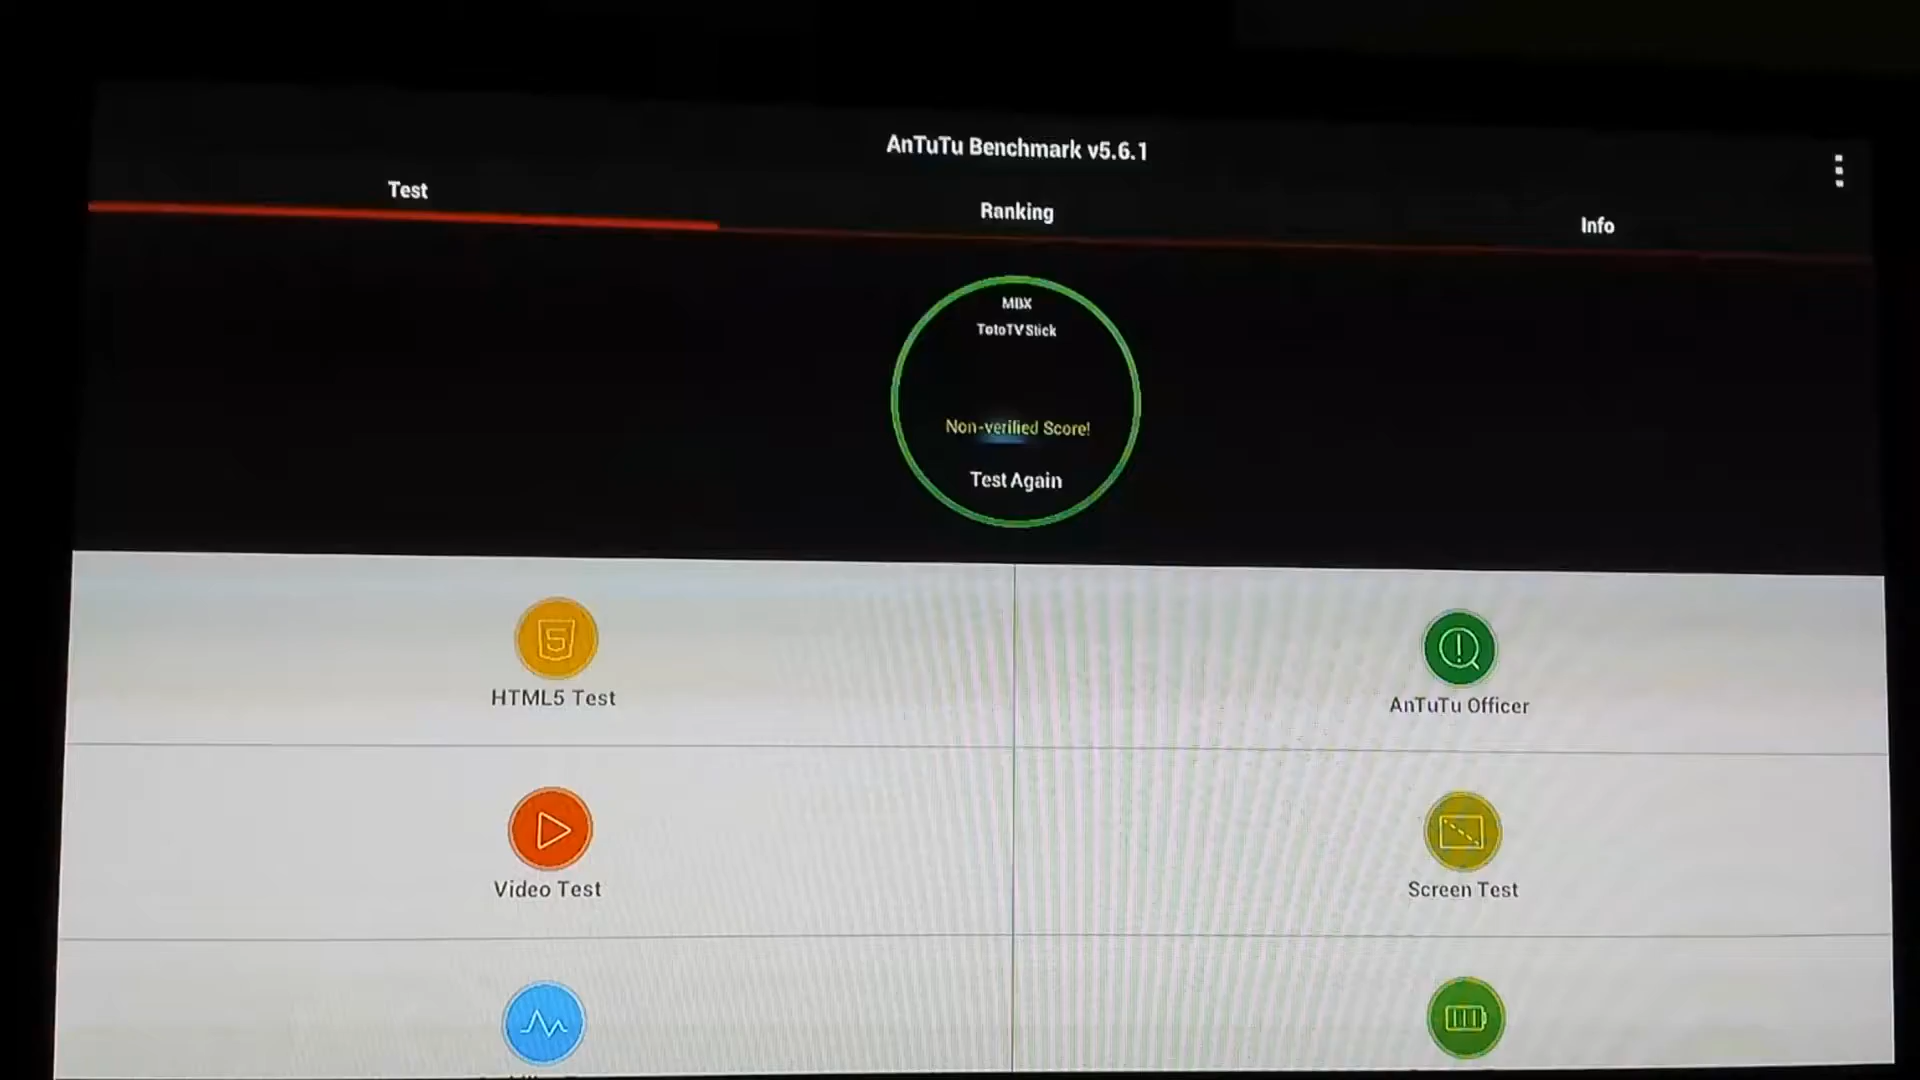 AnTuTu Benchmark v5.6.1
Test
Ranking
Info
MBX
TotoTVStick
Non-verified Score!
Test Again
HTML5 Test
AnTuTu Officer
Video Test
Screen Test